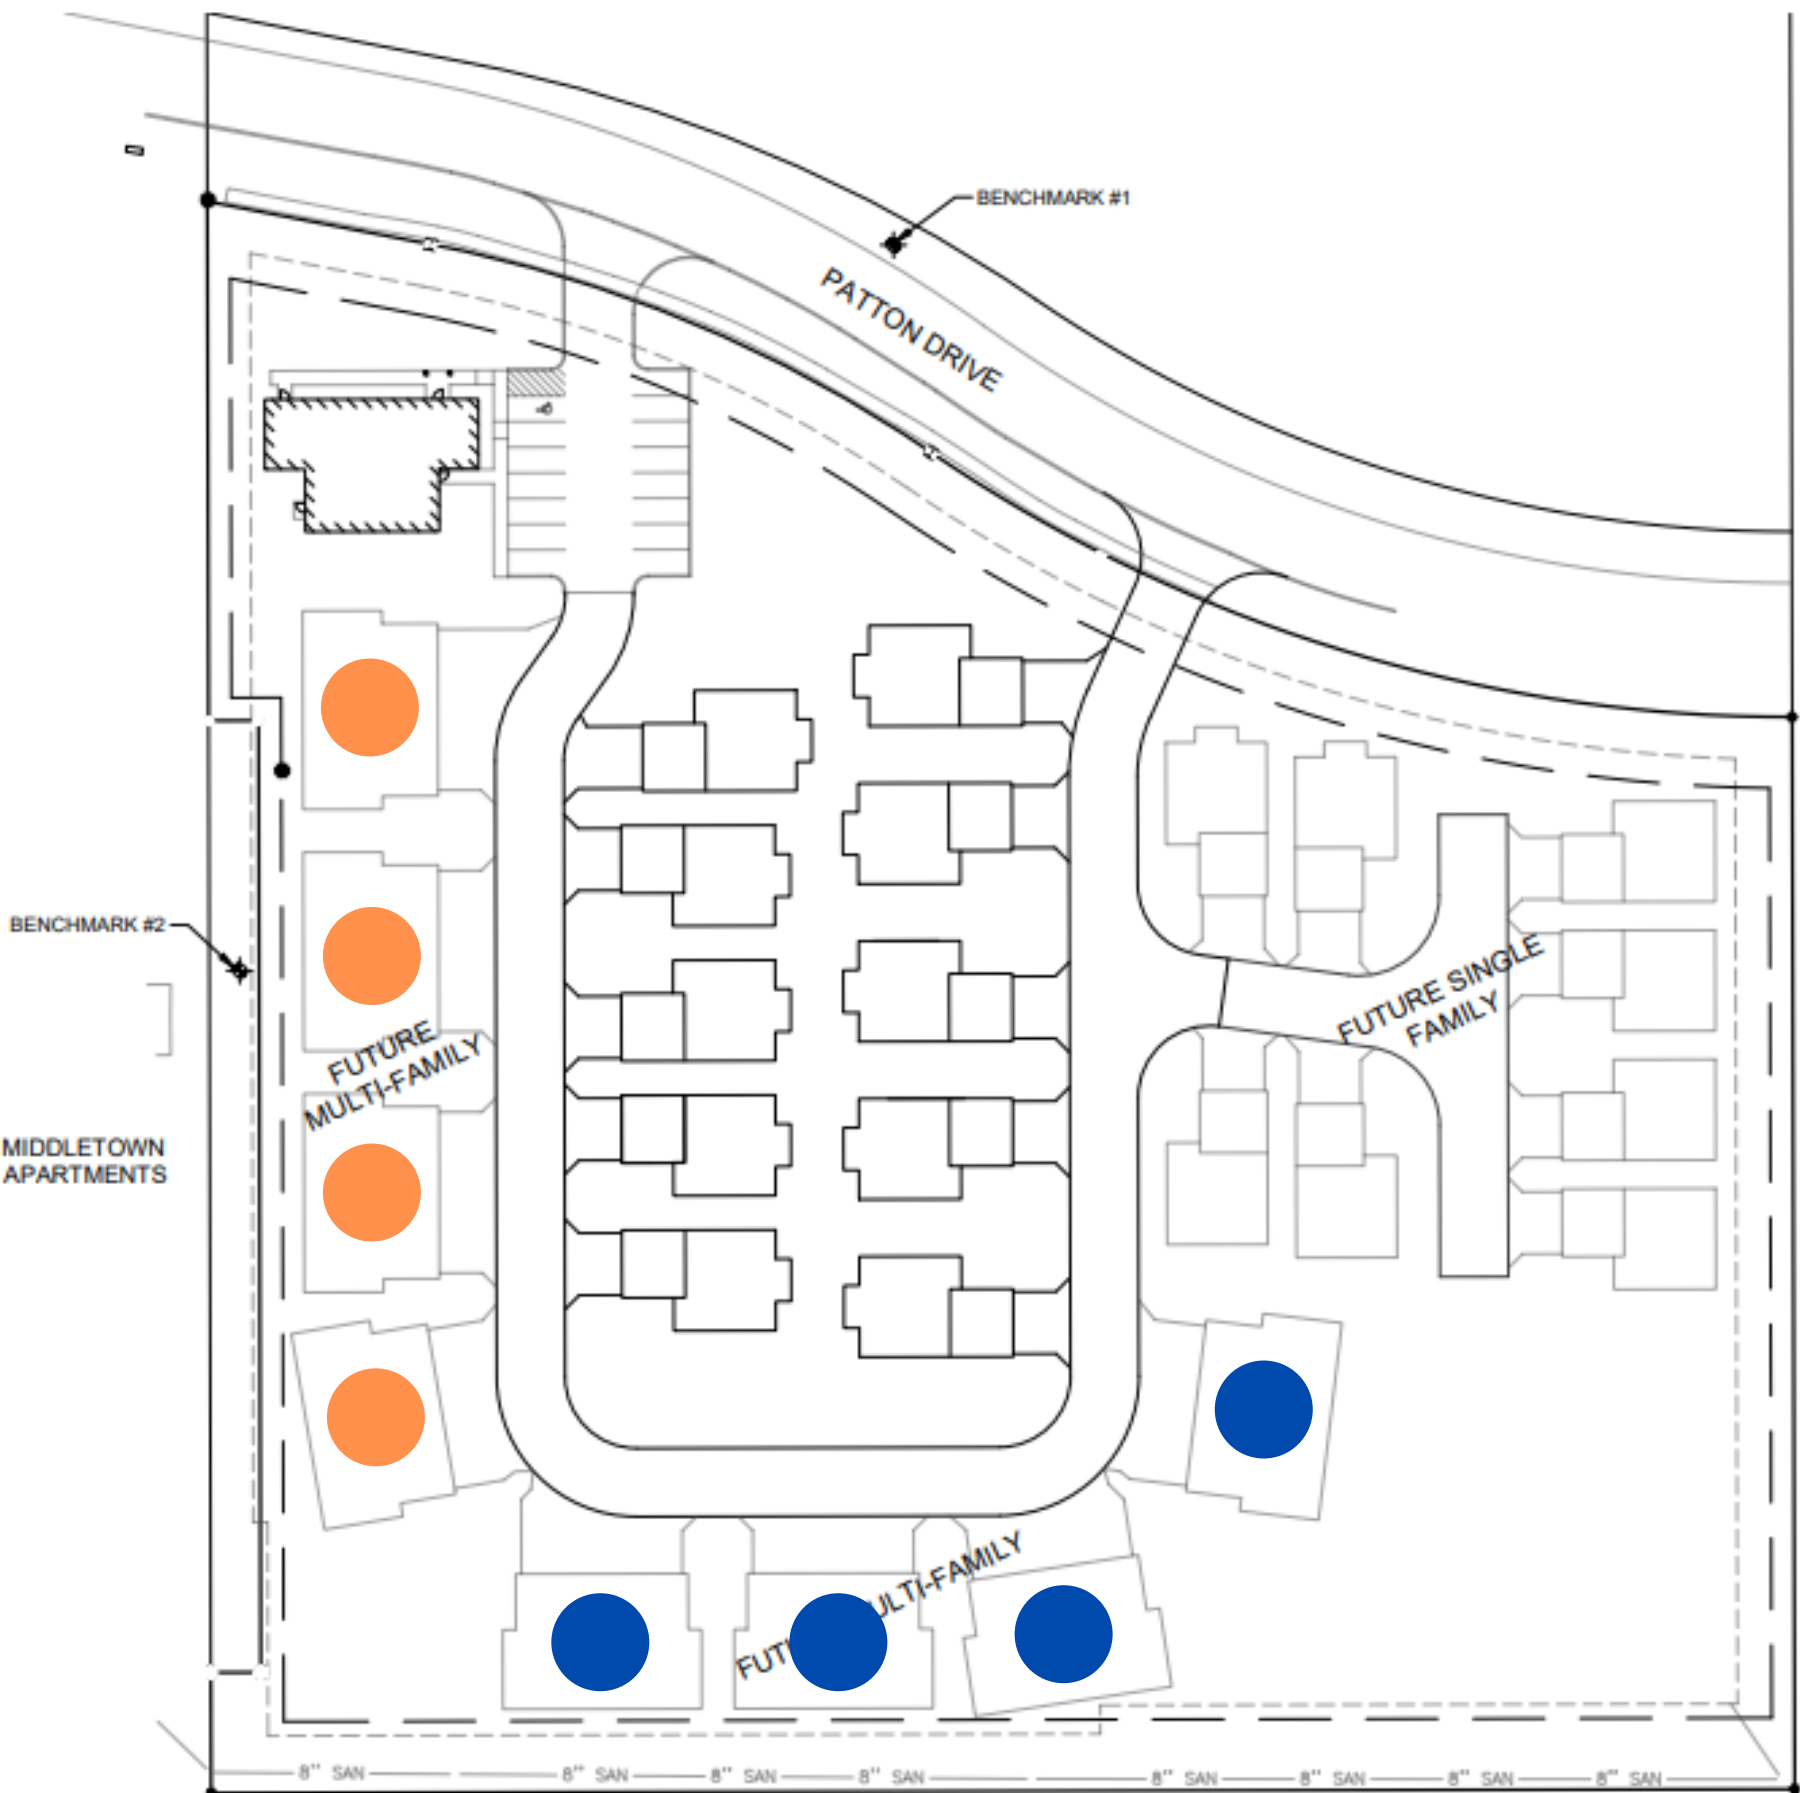 BENCHMARK #1
PATTON DRIVE
BENCHMARK #2
FUTURE SINGLE
FAMILY
FUTURE
MULTI-FAMILY
MIDDLETOWN
APARTMENTS
FUT ULTI-FAMILY
8" SAN 8" SAN 8" SAN 8" SAN 8" SAN 8" SAN 8" SAN 8" SAN